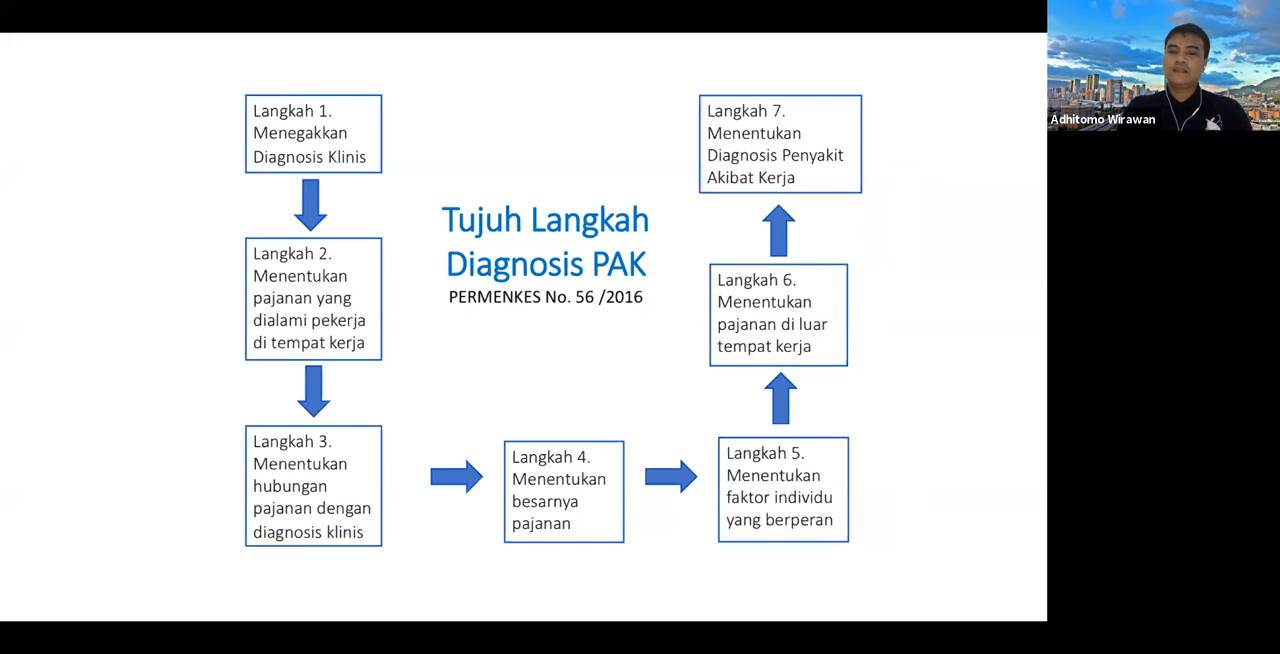 Langkah 1.
Menegakkan
Diagnosis Klinis
Langkah 2.
Menentukan
pajanan yang
dialami pekerja
di tempat kerja
Langkah 3.
Menentukan
hubungan
pajanan dengan
diagnosis klinis
Tujuh Langkah
Diagnosis PAK
PERMENKES No. 56 /2016
Langkah 4.
Menentukan
besarnya
pajanan
Langkah 5.
Menentukan
faktor individu
yang berperan
Langkah 6.
Menentukan
pajanan di luar
tempat kerja
Langkah 7.
Menentukan
Diagnosis Penyakit
Akibat Kerja
Adhitomo Wirawan